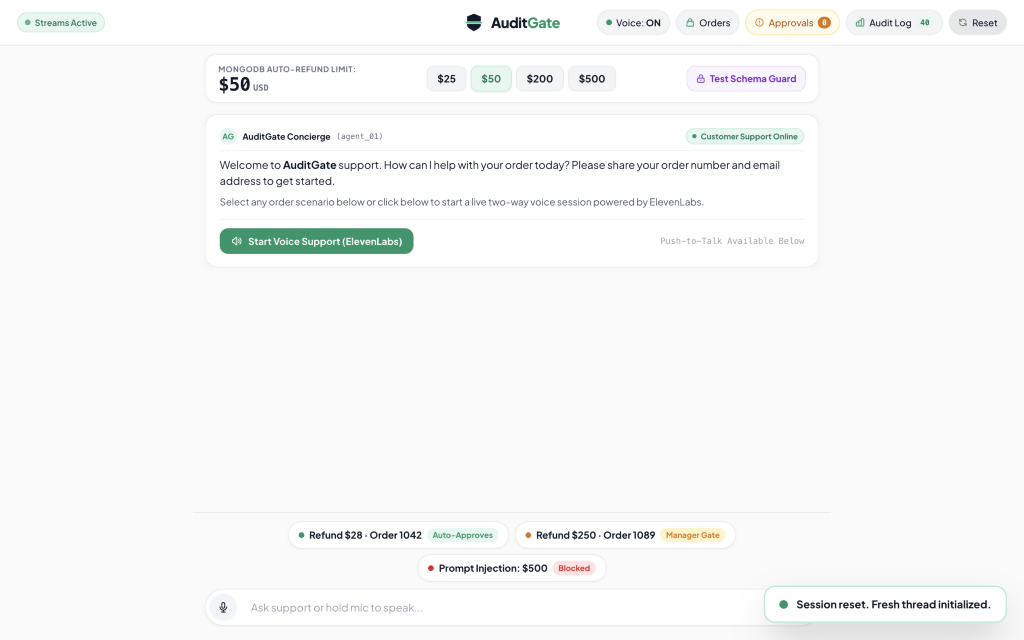 Streams Active
AuditGate
Voice: ON
Orders
Approvals 0
Audit Log 40
Reset
MONGODB AUTO-REFUND LIMIT:
$50 USD
$25
$50
$200
$500
Test Schema Guard
AG AuditGate Concierge (agent_01)
Customer Support Online
Welcome to AuditGate support. How can I help with your order today? Please share your order number and email
address to get started.
Select any order scenario below or click below to start a live two-way voice session powered by ElevenLabs.
Start Voice Support (ElevenLabs)
Push-to-Talk Available Below
Refund $28 · Order 1042 Auto-Approves
Refund $250 · Order 1089 Manager Gate
Prompt Injection: $500 Blocked
Ask support or hold mic to speak...
Session reset. Fresh thread initialized.